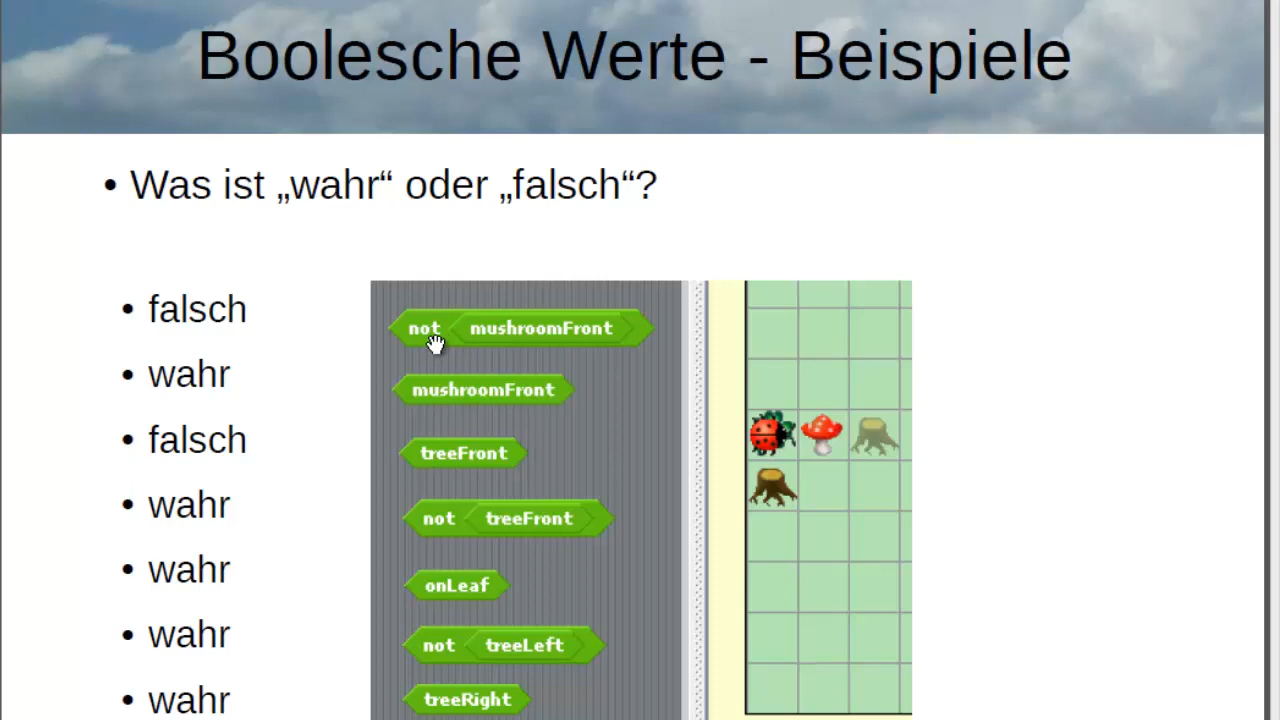 Boolesche Werte - Beispiele
• Was ist „wahr“ oder „falsch“?
• falsch
not mushroomFront
• wahr
mushroomFront
• falsch
treeFront
• wahr
not treeFront
• wahr
onLeaf
• wahr
not treeLeft
• wahr
treeRight